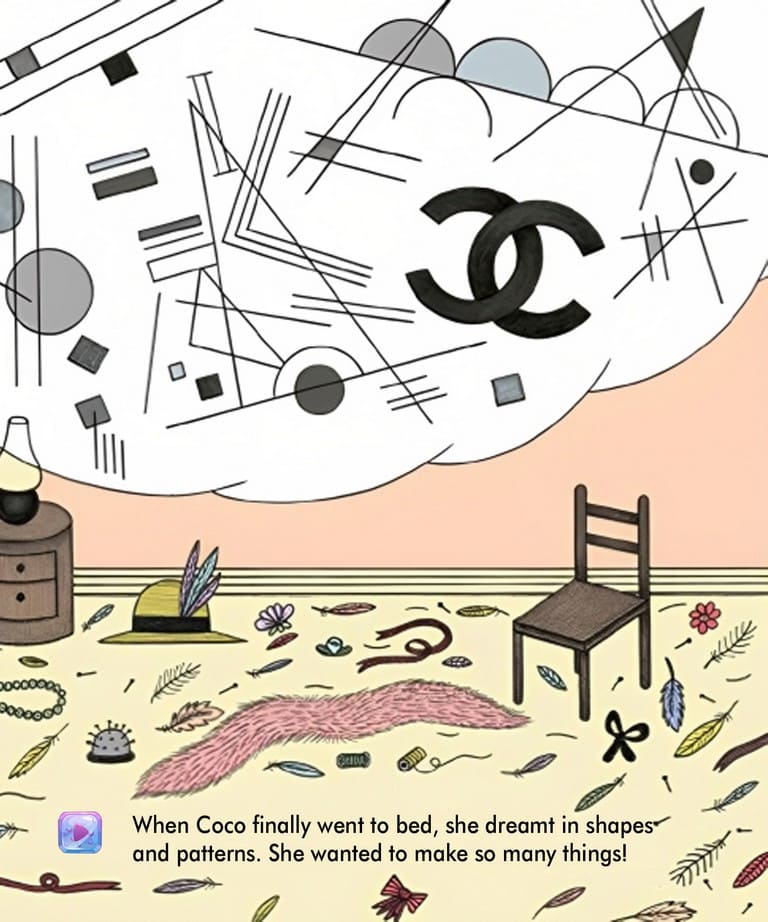 When Coco finally went to bed, she dreamt in shapes
and patterns. She wanted to make so many things!